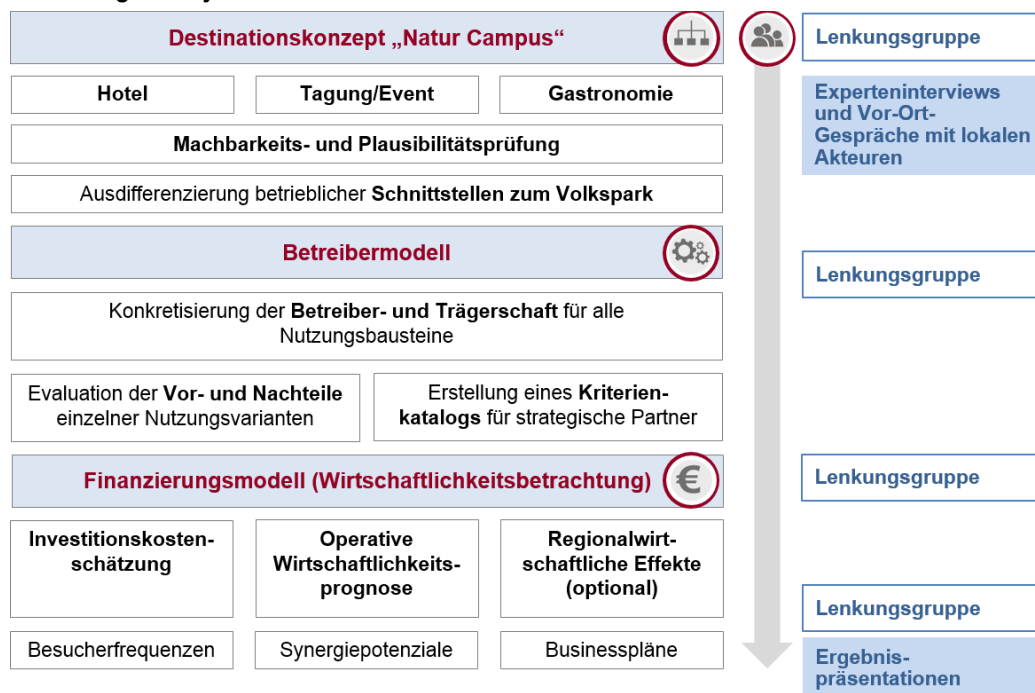 Destinationskonzept „Natur Campus“
Lenkungsgruppe
Hotel
Tagung/Event
Gastronomie
Experteninterviews
und Vor-Ort-
Gespräche mit lokalen
Akteuren
Machbarkeits- und Plausibilitätsprüfung
Ausdifferenzierung betrieblicher Schnittstellen zum Volkspark
Betreibermodell
Lenkungsgruppe
Konkretisierung der Betreiber- und Trägerschaft für alle
Nutzungsbausteine
Evaluation der Vor- und Nachteile
einzelner Nutzungsvarianten
Erstellung eines Kriterien-
katalogs für strategische Partner
Finanzierungsmodell (Wirtschaftlichkeitsbetrachtung)
€
Lenkungsgruppe
Investitionskosten-
schätzung
Operative
Wirtschaftlichkeits-
prognose
Regionalwirt-
schaftliche Effekte
(optional)
Lenkungsgruppe
Besucherfrequenzen
Synergiepotenziale
Businesspläne
Ergebnis-
präsentationen